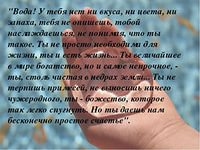 "Вода! У тебя нет ни вкуса, ни цвета, ни
запаха, тебя не опишешь, тобой
наслаждаешься, не понимая, что ты
такое. Ты не просто необходима для
жизни, ты и есть жизнь... Ты величайшее
в мире богатство, но и самое непрочное, -
ты, столь чистая в недрах земли... Ты не
терпишь примесей, не выносишь ничего
чужеродного, ты - божество, которое
так легко спугнуть. Но ты даешь нам
бесконечно простое счастье".